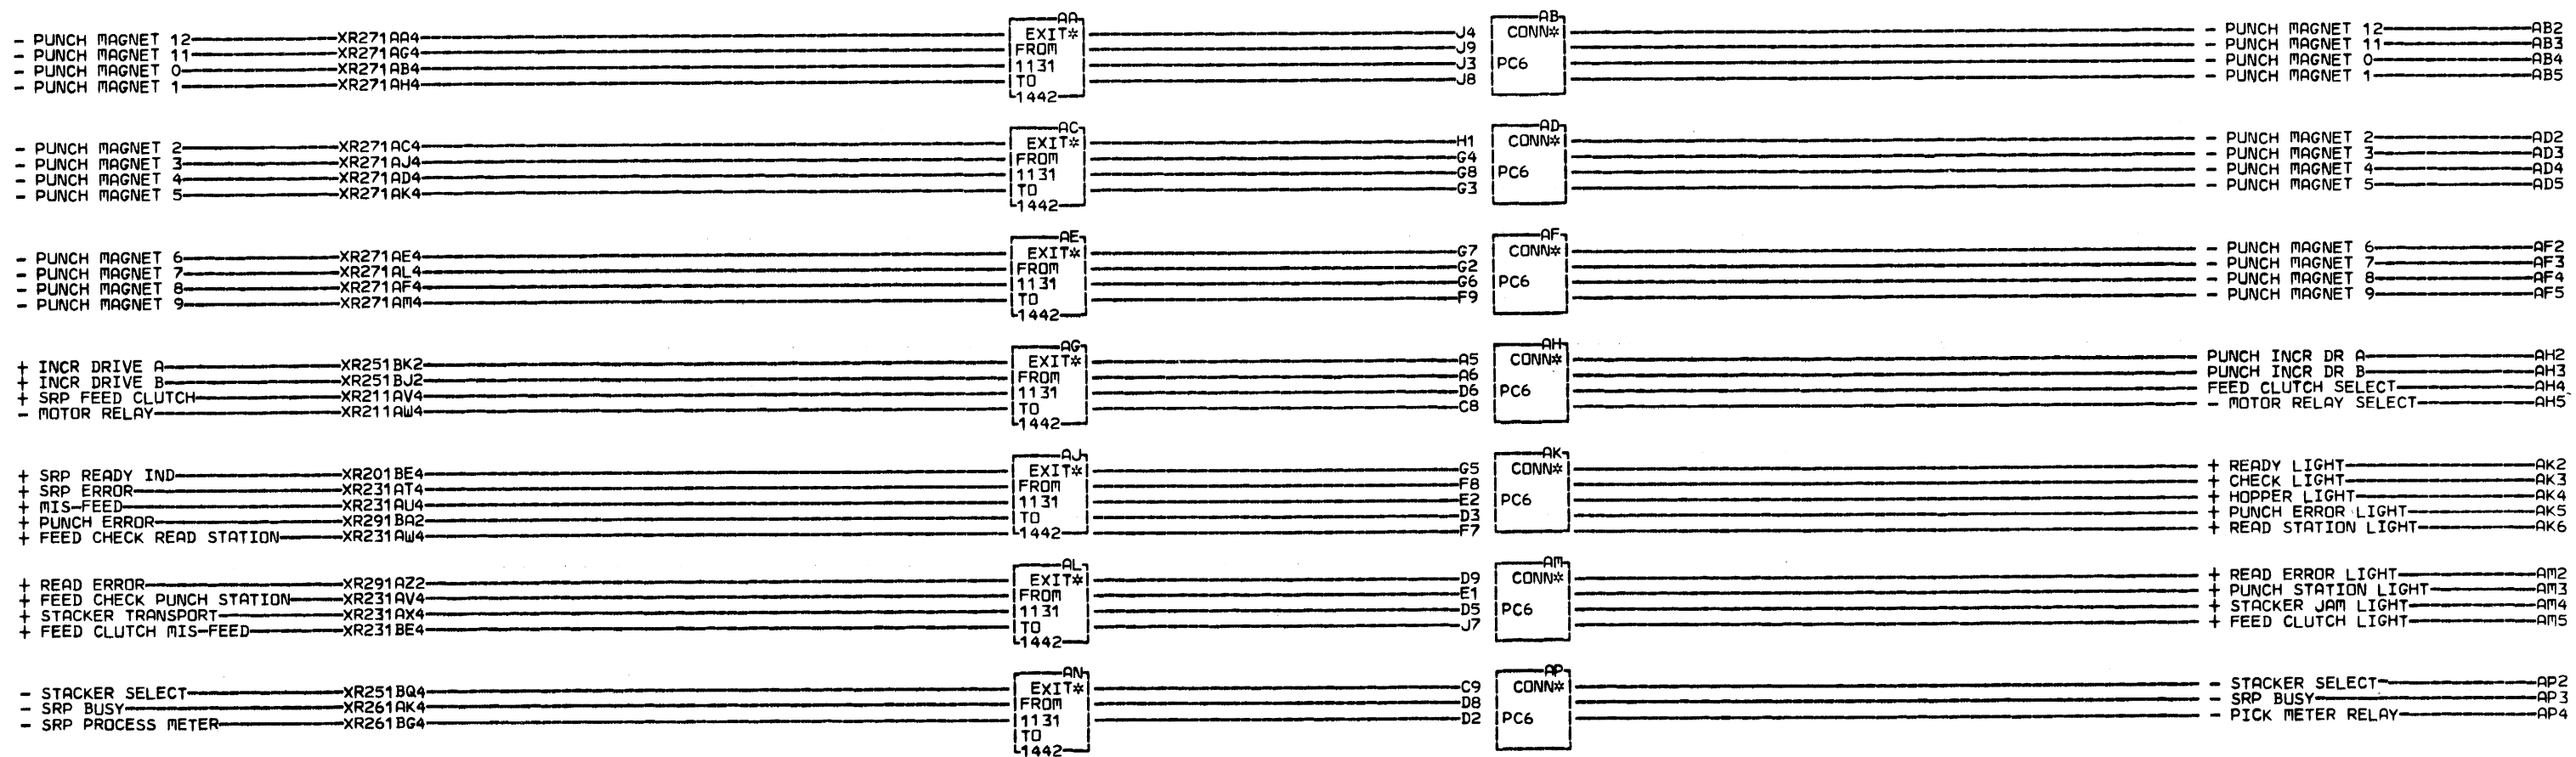 AA AB
- PUNCH MAGNET 12 XR271AA4 EXIT* J4 CONN* - PUNCH MAGNET 12 AB2
- PUNCH MAGNET 11 XR271AG4 FROM J9 - PUNCH MAGNET 11 AB3
- PUNCH MAGNET 0 XR271AB4 1131 J3 PC6 - PUNCH MAGNET 0 AB4
- PUNCH MAGNET 1 XR271AH4 TO J8 - PUNCH MAGNET 1 AB5
1442
AC AD
- PUNCH MAGNET 2 XR271AC4 EXIT* H1 CONN* - PUNCH MAGNET 2 AD2
- PUNCH MAGNET 3 XR271AJ4 FROM G4 - PUNCH MAGNET 3 AD3
- PUNCH MAGNET 4 XR271AD4 1131 G8 PC6 - PUNCH MAGNET 4 AD4
- PUNCH MAGNET 5 XR271AK4 TO G3 - PUNCH MAGNET 5 AD5
1442
AE AF
- PUNCH MAGNET 6 XR271AE4 EXIT* G7 CONN* - PUNCH MAGNET 6 AF2
- PUNCH MAGNET 7 XR271AL4 FROM G2 - PUNCH MAGNET 7 AF3
- PUNCH MAGNET 8 XR271AF4 1131 G6 PC6 - PUNCH MAGNET 8 AF4
- PUNCH MAGNET 9 XR271AM4 TO F9 - PUNCH MAGNET 9 AF5
1442
AG AH
+ INCR DRIVE A XR251BK2 EXIT* A5 CONN* PUNCH INCR DR A AH2
+ INCR DRIVE B XR251BJ2 FROM A6 PUNCH INCR DR B AH3
+ SRP FEED CLUTCH XR211AV4 1131 D6 PC6 FEED CLUTCH SELECT AH4
- MOTOR RELAY XR211AW4 TO C8 - MOTOR RELAY SELECT AH5
1442
AJ AK
+ SRP READY IND XR201BE4 EXIT* G5 CONN* + READY LIGHT AK2
+ SRP ERROR XR231AT4 FROM F8 + CHECK LIGHT AK3
+ MIS-FEED XR231AU4 1131 E2 PC6 + HOPPER LIGHT AK4
+ PUNCH ERROR XR291BA2 TO D3 + PUNCH ERROR LIGHT AK5
+ FEED CHECK READ STATION XR231AW4 1442 F7 + READ STATION LIGHT AK6
AL AM
+ READ ERROR XR291AZ2 EXIT* D9 CONN* + READ ERROR LIGHT AM2
+ FEED CHECK PUNCH STATION XR231AV4 FROM E1 + PUNCH STATION LIGHT AM3
+ STACKER TRANSPORT XR231AX4 1131 D5 PC6 + STACKER JAM LIGHT AM4
+ FEED CLUTCH MIS-FEED XR231BE4 TO J7 + FEED CLUTCH LIGHT AM5
1442
AN AP
- STACKER SELECT XR251BQ4 EXIT* C9 CONN* - STACKER SELECT AP2
- SRP BUSY XR261AK4 FROM D8 - SRP BUSY AP3
- SRP PROCESS METER XR261BG4 1131 D2 PC6 - PICK METER RELAY AP4
TO
1442